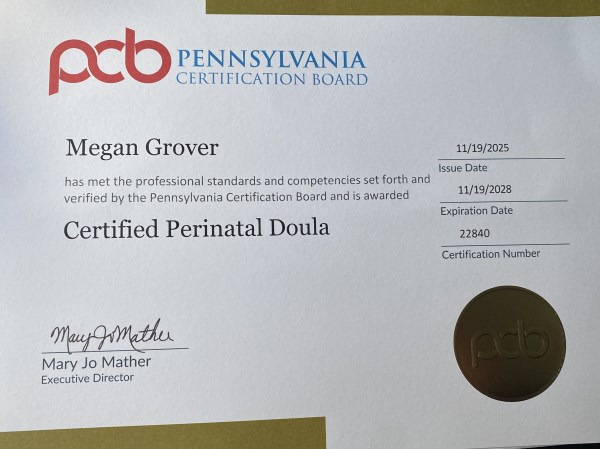 pcb PENNSYLVANIA
CERTIFICATION BOARD
Megan Grover
has met the professional standards and competencies set forth and
verified by the Pennsylvania Certification Board and is awarded
Certified Perinatal Doula
11/19/2025
Issue Date
11/19/2028
Expiration Date
22840
Certification Number
Mary Jo Mather
Mary Jo Mather
Executive Director
pcb